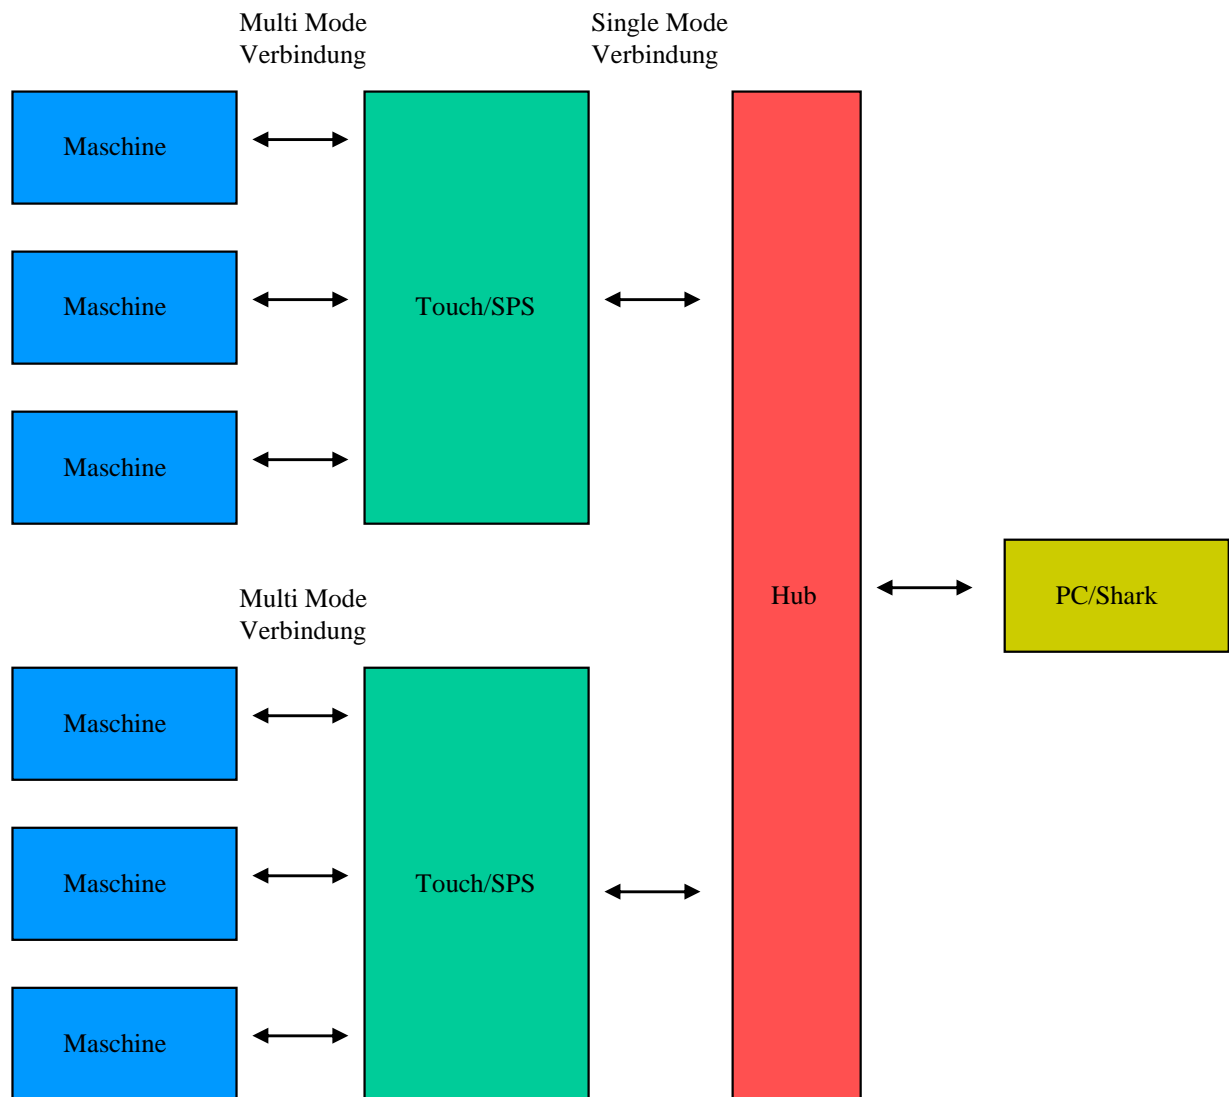 Multi Mode
Verbindung
Single Mode
Verbindung
Maschine
Maschine
Touch/SPS
Maschine
Multi Mode
Verbindung
Hub
PC/Shark
Maschine
Maschine
Touch/SPS
Maschine